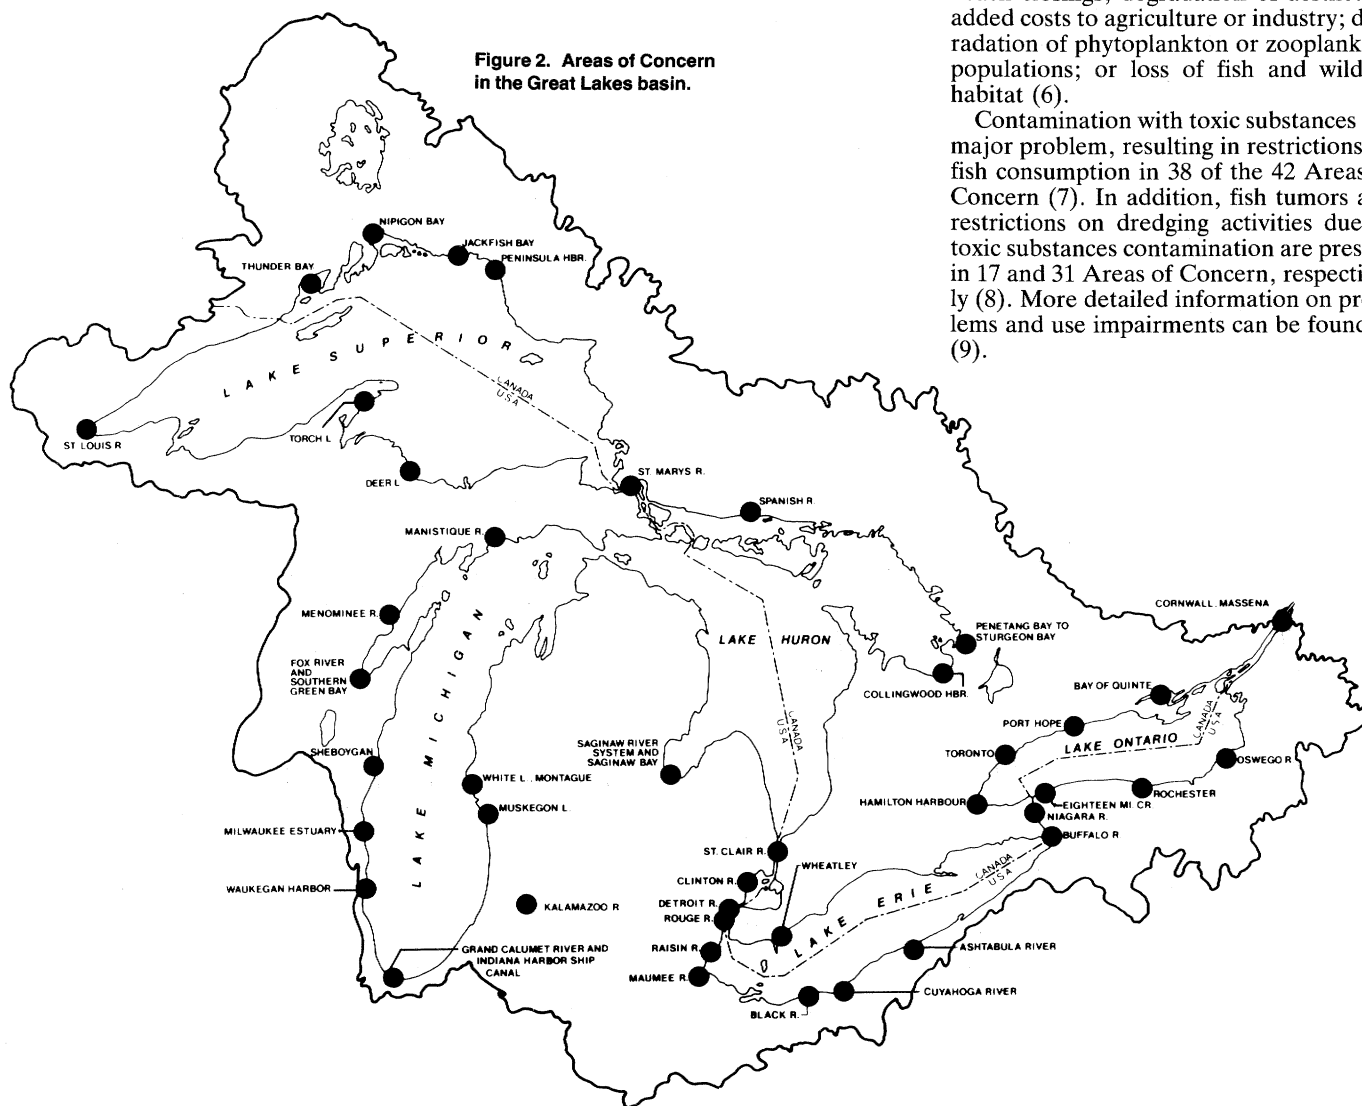 Figure 2. Areas of Concern
in the Great Lakes basin.
added costs to agriculture or industry; d
radation of phytoplankton or zooplank
populations; or loss of fish and wild
habitat (6).
Contamination with toxic substances
major problem, resulting in restrictions
fish consumption in 38 of the 42 Areas
Concern (7). In addition, fish tumors a
restrictions on dredging activities due
toxic substances contamination are pres
in 17 and 31 Areas of Concern, respecti
ly (8). More detailed information on pr
lems and use impairments can be found
(9).
NIPIGON BAY
JACKFISH BAY
PENINSULA HBR.
THUNDER BAY
LAKE SUPERIOR
CANADA
U.S.A
ST. LOUIS R
TORCH L
DEER L
ST. MARYS R.
SPANISH R.
MANISTIQUE R.
MENOMINEE R.
FOX RIVER
AND
SOUTHERN
GREEN BAY
LAKE MICHIGAN
LAKE HURON
PENETANG BAY TO
STURGEON BAY
COLLINGWOOD HBR.
CORNWALL. MASSENA
BAY OF QUINTE
PORT HOPE
CANADA
U.S.A
TORONTO
LAKE ONTARIO
OSWEGO R
HAMILTON HARBOUR
EIGHTEEN MI. CR
ROCHESTER
NIAGARA R.
BUFFALO R.
CANADA
U.S.A
SHEBOYGAN
SAGINAW RIVER
SYSTEM AND
SAGINAW BAY
WHITE L. MONTAGUE
MUSKEGON L.
MILWAUKEE ESTUARY
WAUKEGAN HARBOR
KALAMAZOO R
GRAND CALUMET RIVER AND
INDIANA HARBOR SHIP
CANAL
ST. CLAIR R.
WHEATLEY
CLINTON R.
DETROIT R.
ROUGE R.
RAISIN R.
MAUMEE R.
LAKE ERIE
CANADA
U.S.A
ASHTABULA RIVER
CUYAHOGA RIVER
BLACK R.